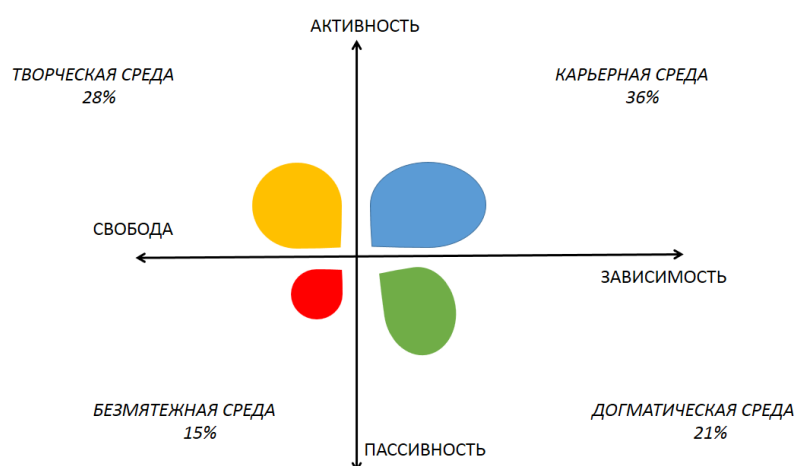 АКТИВНОСТЬ
ТВОРЧЕСКАЯ СРЕДА
28%
КАРЬЕРНАЯ СРЕДА
36%
СВОБОДА
ЗАВИСИМОСТЬ
БЕЗМЯТЕЖНАЯ СРЕДА
15%
ДОГМАТИЧЕСКАЯ СРЕДА
21%
ПАССИВНОСТЬ